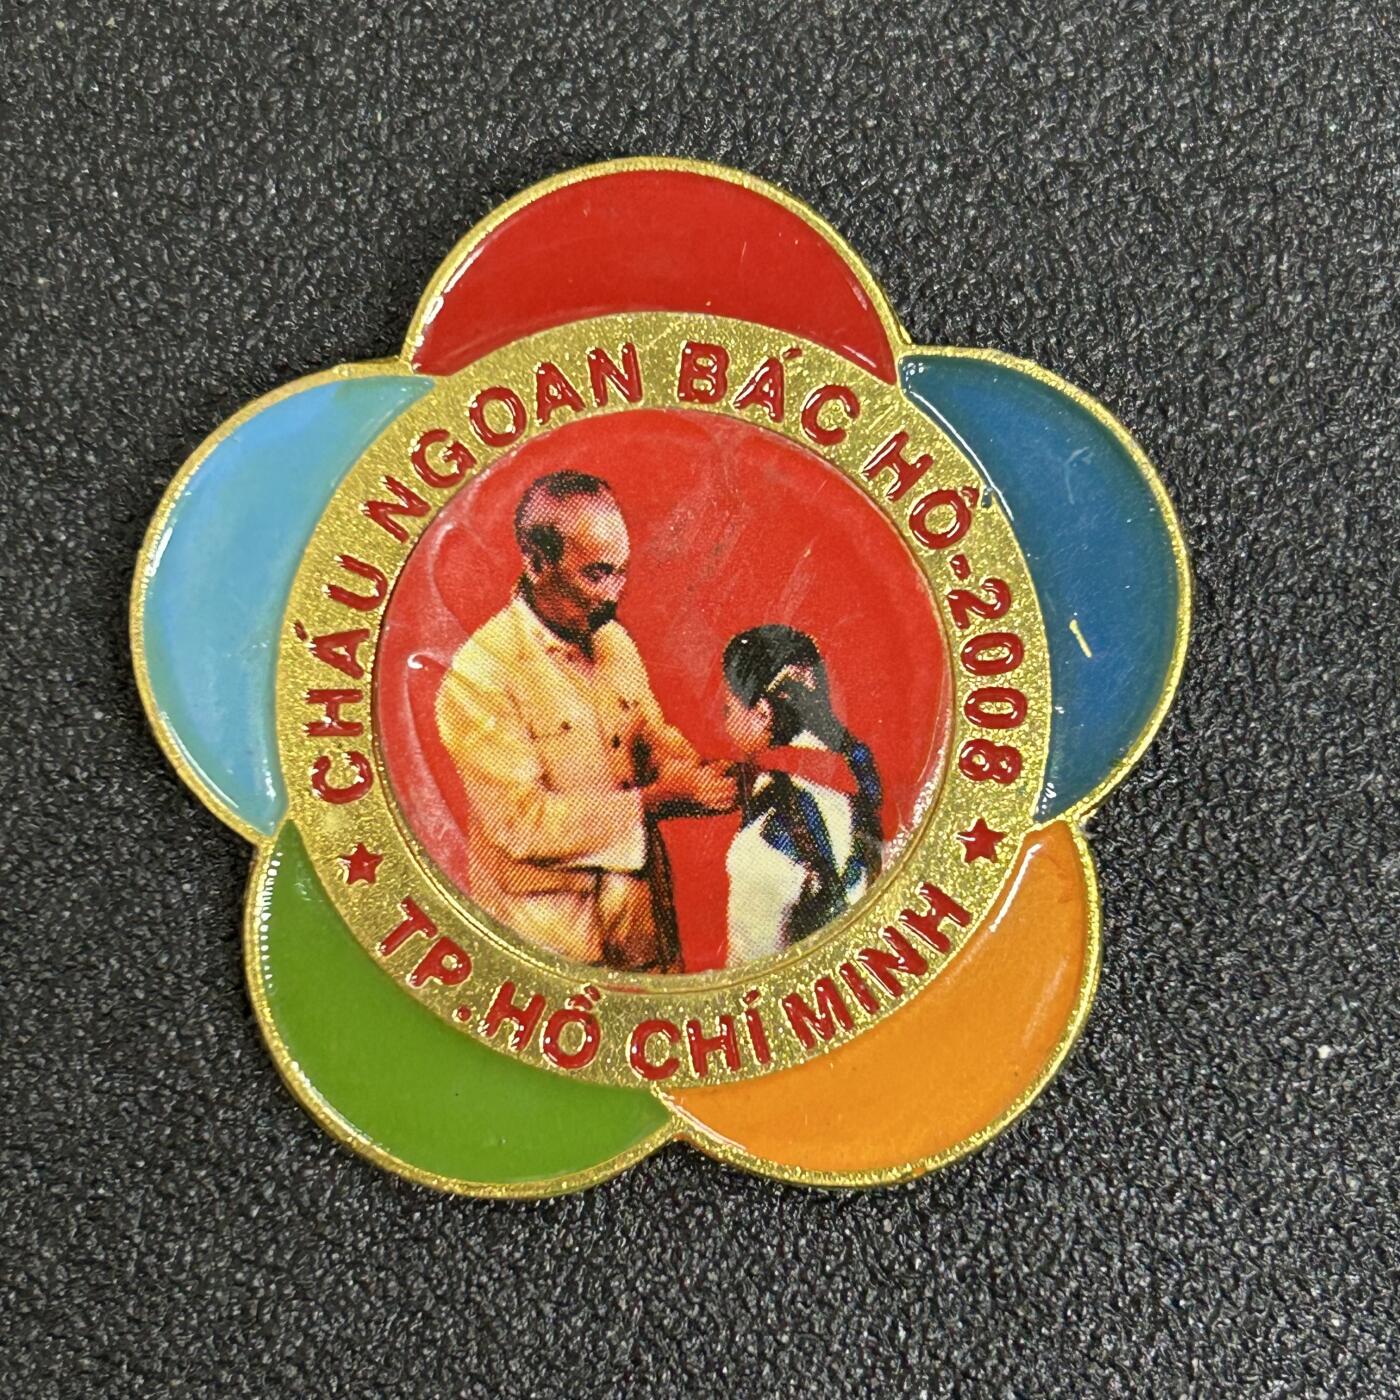 CHÁU NGOAN BÁC HỒ-2008
TP.HỒ CHÍ MINH